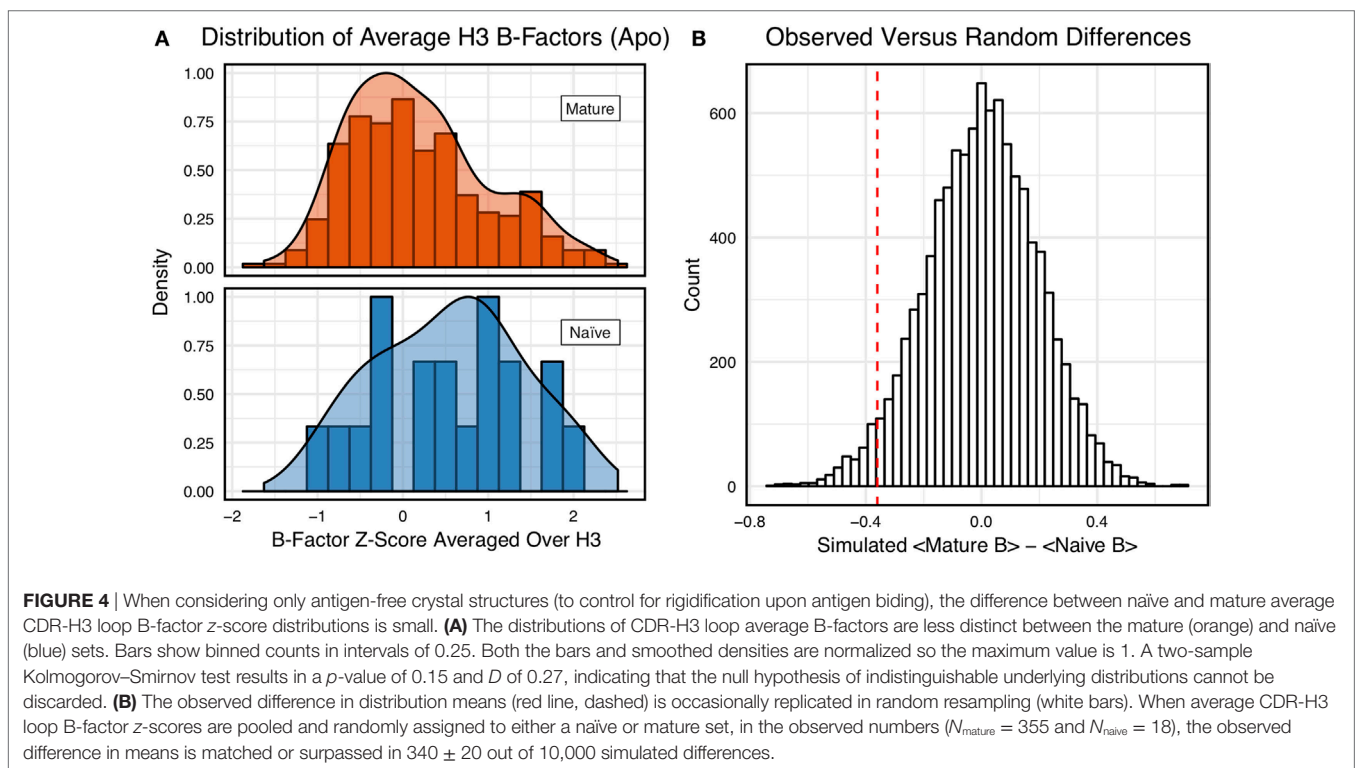 A Distribution of Average H3 B-Factors (Apo)
1.00
0.75
0.50
0.25
0.00
Mature
1.00
0.75
0.50
0.25
0.00
Naïve
Density
−2 −1 0 1 2
B-Factor Z-Score Averaged Over H3
B Observed Versus Random Differences
600
400
200
0
Count
−0.8 −0.4 0.0 0.4
Simulated <Mature B> − <Naive B>
FIGURE 4 | When considering only antigen-free crystal structures (to control for rigidification upon antigen biding), the difference between naïve and mature average
CDR-H3 loop B-factor z-score distributions is small. (A) The distributions of CDR-H3 loop average B-factors are less distinct between the mature (orange) and naïve
(blue) sets. Bars show binned counts in intervals of 0.25. Both the bars and smoothed densities are normalized so the maximum value is 1. A two-sample
Kolmogorov–Smirnov test results in a p-value of 0.15 and D of 0.27, indicating that the null hypothesis of indistinguishable underlying distributions cannot be
discarded. (B) The observed difference in distribution means (red line, dashed) is occasionally replicated in random resampling (white bars). When average CDR-H3
loop B-factor z-scores are pooled and randomly assigned to either a naïve or mature set, in the observed numbers (Nmature = 355 and Nnaive = 18), the observed
difference in means is matched or surpassed in 340 ± 20 out of 10,000 simulated differences.